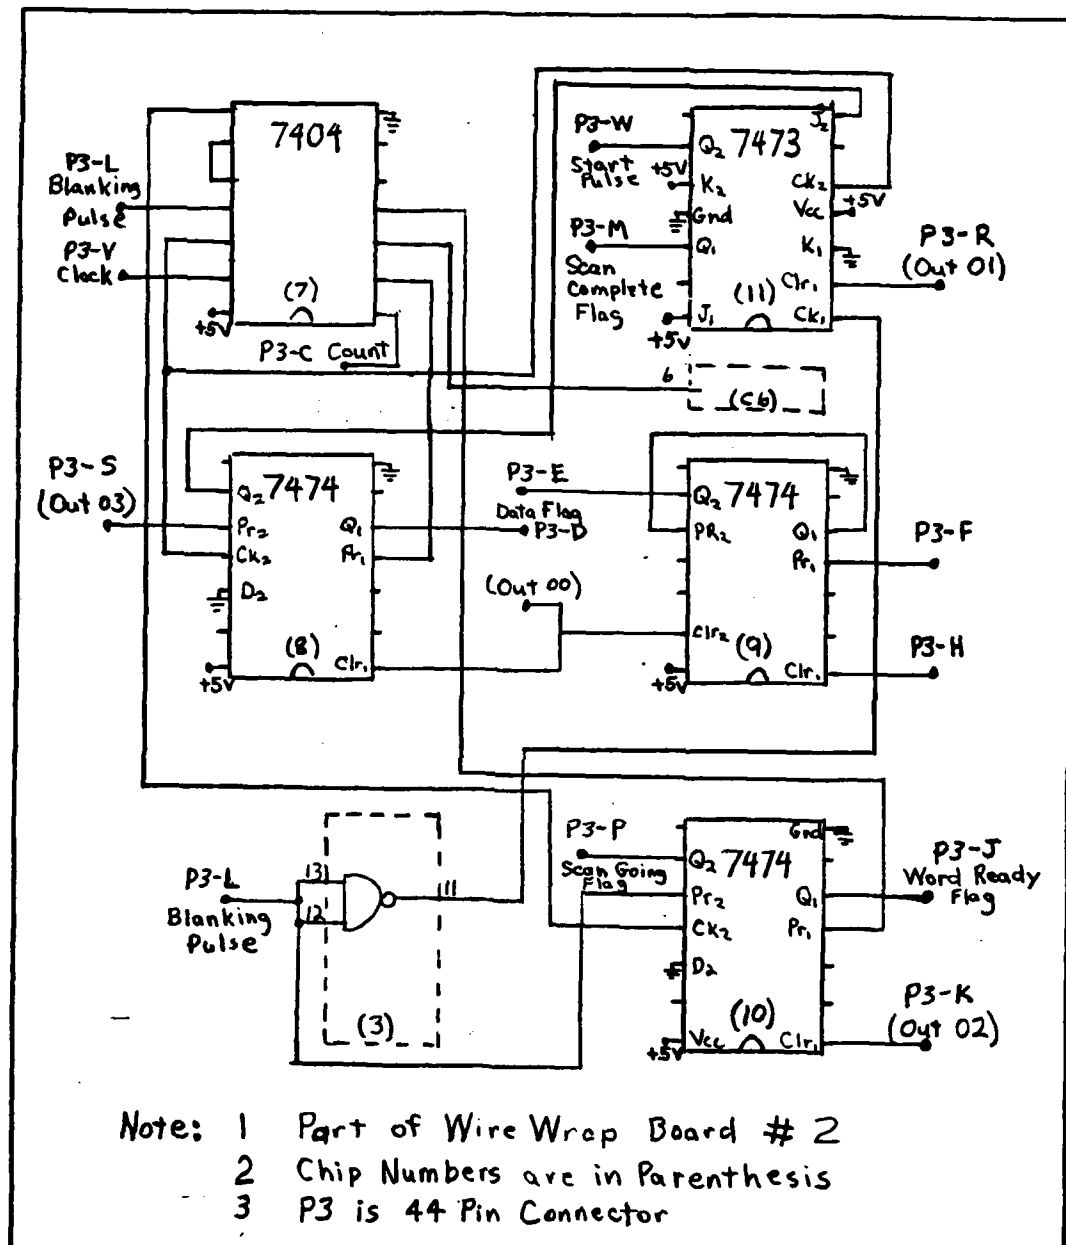 7404
P3-L
Blanking
Pulse
P3-V
Clock
+5V
(7)
P3-C Count
P3-W
Start
Pulse
+5V
P3-M
Scan
Complete
Flag
+5V
J2
Q2 7473
K2
CK2
+5V
Gnd
Vcc
Q1
K1
Clr1
(11)
J1
CK1
P3-R
(Out 01)
6
(C6)
P3-S
(Out 03)
Q2 7474
Pr2
Q1
CK2
Pr1
D2
(8)
Clr1
+5V
P3-E
Data Flag
P3-D
(Out 00)
Q2 7474
PR2
Q1
Pr1
Clr2
(9)
Clr1
+5V
P3-F
P3-H
P3-L
Blanking
Pulse
13
12
11
(3)
P3-P
Scan Going
Flag
Gnd
Q2 7474
Pr2
Q1
CK2
Pr1
D2
(10)
Vcc
Clr1
+5V
P3-J
Word Ready
Flag
P3-K
(Out 02)
Note: 1 Part of Wire Wrap Board # 2
2 Chip Numbers are in Parenthesis
3 P3 is 44 Pin Connector